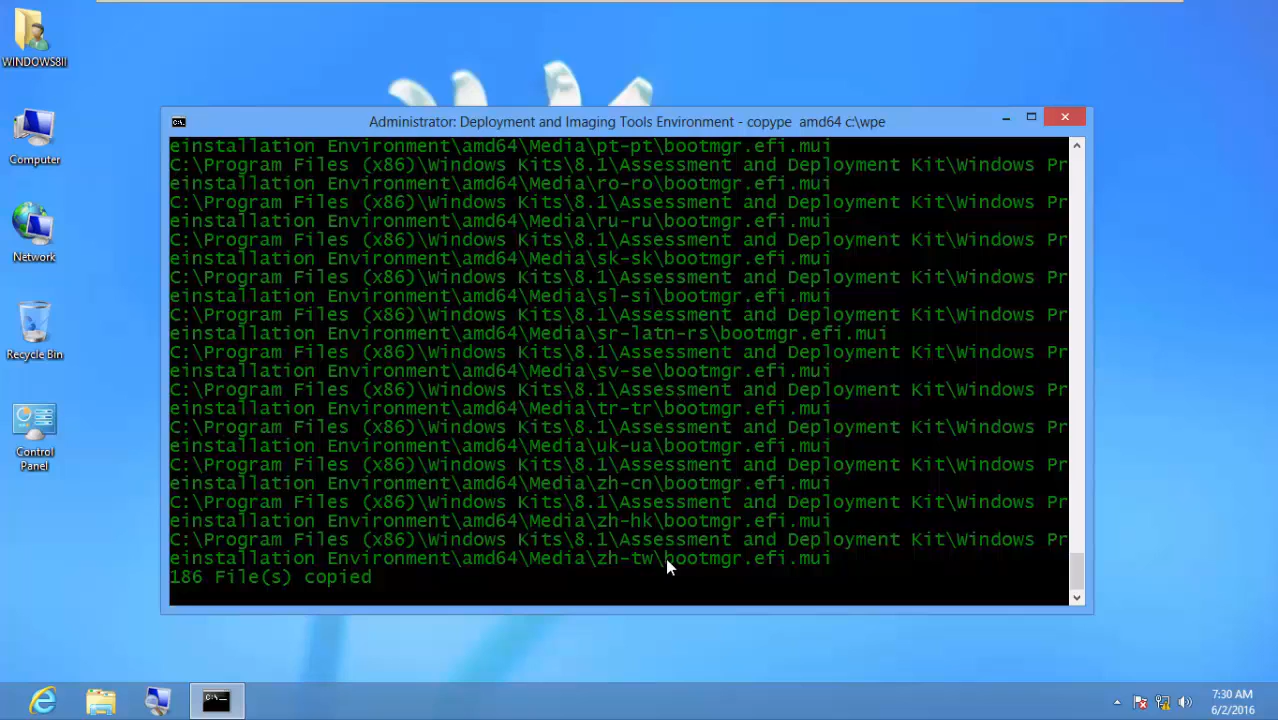 WINDOWS8II
Computer
Network
Recycle Bin
Control
Panel
Administrator: Deployment and Imaging Tools Environment - copype amd64 c:\wpe
einstallation Environment\amd64\Media\pt-pt\bootmgr.efi.mui
C:\Program Files (x86)\Windows Kits\8.1\Assessment and Deployment Kit\Windows Pr
einstallation Environment\amd64\Media\ro-ro\bootmgr.efi.mui
C:\Program Files (x86)\Windows Kits\8.1\Assessment and Deployment Kit\Windows Pr
einstallation Environment\amd64\Media\ru-ru\bootmgr.efi.mui
C:\Program Files (x86)\Windows Kits\8.1\Assessment and Deployment Kit\Windows Pr
einstallation Environment\amd64\Media\sk-sk\bootmgr.efi.mui
C:\Program Files (x86)\Windows Kits\8.1\Assessment and Deployment Kit\Windows Pr
einstallation Environment\amd64\Media\sl-si\bootmgr.efi.mui
C:\Program Files (x86)\Windows Kits\8.1\Assessment and Deployment Kit\Windows Pr
einstallation Environment\amd64\Media\sr-latn-rs\bootmgr.efi.mui
C:\Program Files (x86)\Windows Kits\8.1\Assessment and Deployment Kit\Windows Pr
einstallation Environment\amd64\Media\sv-se\bootmgr.efi.mui
C:\Program Files (x86)\Windows Kits\8.1\Assessment and Deployment Kit\Windows Pr
einstallation Environment\amd64\Media\tr-tr\bootmgr.efi.mui
C:\Program Files (x86)\Windows Kits\8.1\Assessment and Deployment Kit\Windows Pr
einstallation Environment\amd64\Media\uk-ua\bootmgr.efi.mui
C:\Program Files (x86)\Windows Kits\8.1\Assessment and Deployment Kit\Windows Pr
einstallation Environment\amd64\Media\zh-cn\bootmgr.efi.mui
C:\Program Files (x86)\Windows Kits\8.1\Assessment and Deployment Kit\Windows Pr
einstallation Environment\amd64\Media\zh-hk\bootmgr.efi.mui
C:\Program Files (x86)\Windows Kits\8.1\Assessment and Deployment Kit\Windows Pr
einstallation Environment\amd64\Media\zh-tw\bootmgr.efi.mui
186 File(s) copied
7:30 AM
6/2/2016